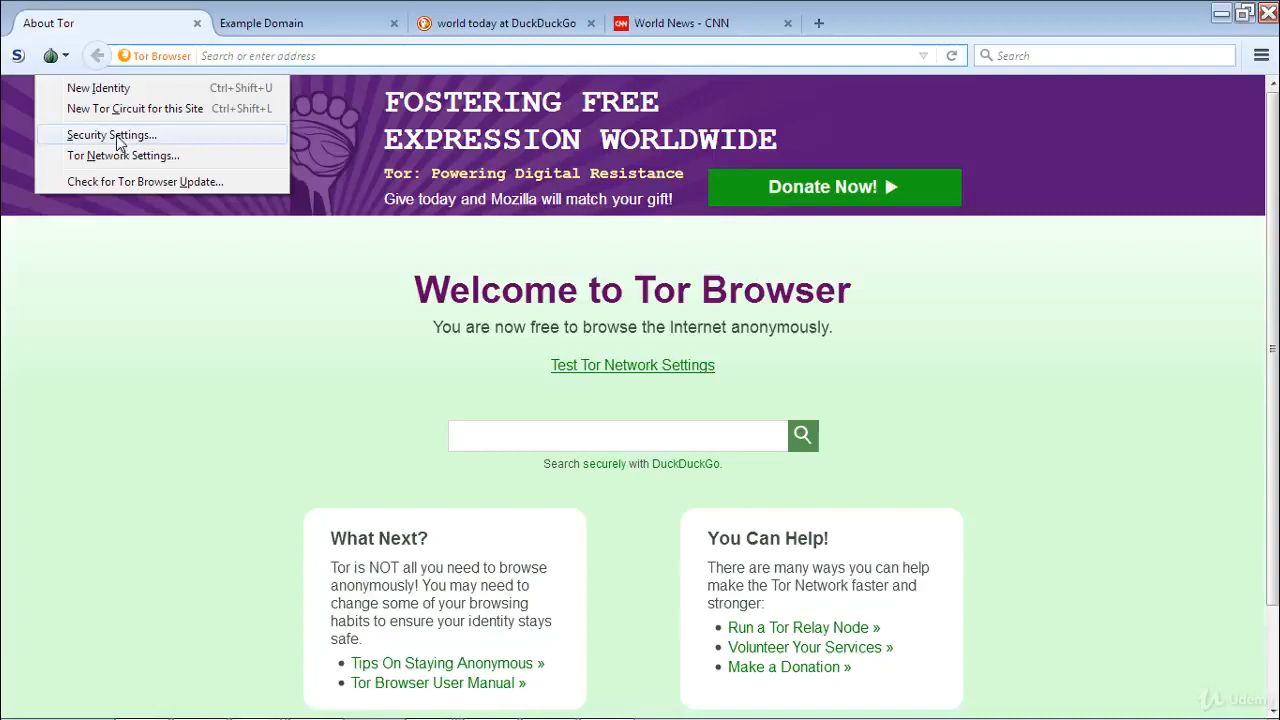 About Tor
Example Domain
world today at DuckDuckGo
CNN World News - CNN
S
Tor Browser
Search or enter address
Search
New Identity Ctrl+Shift+U
New Tor Circuit for this Site Ctrl+Shift+L
Security Settings...
Tor Network Settings...
Check for Tor Browser Update...
FOSTERING FREE
EXPRESSION WORLDWIDE
Tor: Powering Digital Resistance
Give today and Mozilla will match your gift!
Donate Now!
Welcome to Tor Browser
You are now free to browse the Internet anonymously.
Test Tor Network Settings
Search securely with DuckDuckGo.
What Next?
Tor is NOT all you need to browse
anonymously! You may need to
change some of your browsing
habits to ensure your identity stays
safe.
• Tips On Staying Anonymous »
• Tor Browser User Manual »
You Can Help!
There are many ways you can help
make the Tor Network faster and
stronger:
• Run a Tor Relay Node »
• Volunteer Your Services »
• Make a Donation »
Udemy